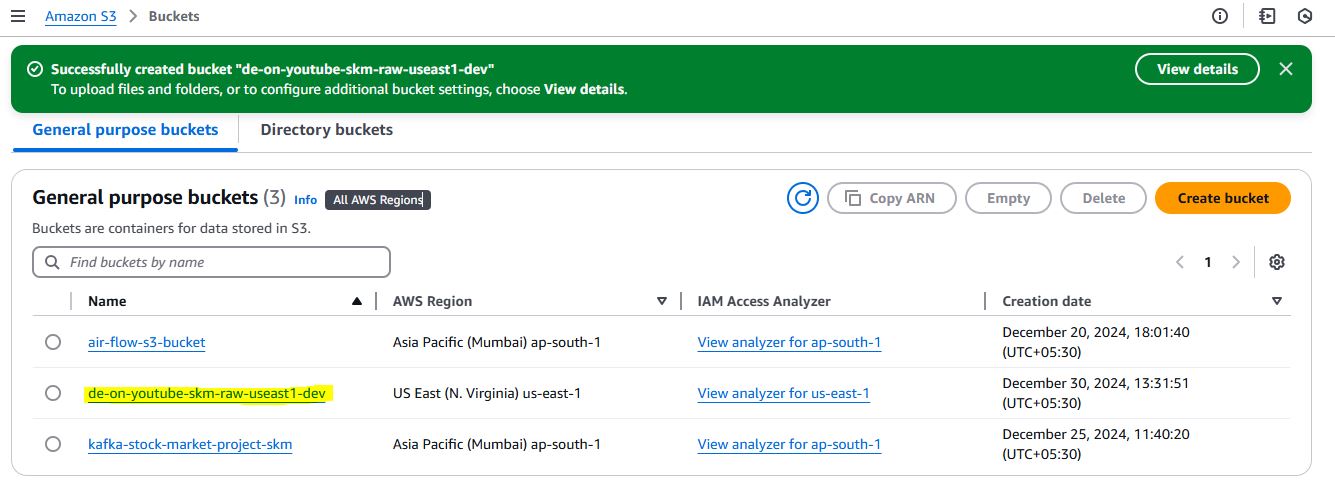 Amazon S3 > Buckets
Successfully created bucket "de-on-youtube-skm-raw-useast1-dev"
To upload files and folders, or to configure additional bucket settings, choose View details.
View details
General purpose buckets
Directory buckets
General purpose buckets (3) Info All AWS Regions
Copy ARN
Empty
Delete
Create bucket
Buckets are containers for data stored in S3.
Find buckets by name
1
Name AWS Region IAM Access Analyzer Creation date
air-flow-s3-bucket Asia Pacific (Mumbai) ap-south-1 View analyzer for ap-south-1 December 20, 2024, 18:01:40
(UTC+05:30)
de-on-youtube-skm-raw-useast1-dev US East (N. Virginia) us-east-1 View analyzer for us-east-1 December 30, 2024, 13:31:51
(UTC+05:30)
kafka-stock-market-project-skm Asia Pacific (Mumbai) ap-south-1 View analyzer for ap-south-1 December 25, 2024, 11:40:20
(UTC+05:30)